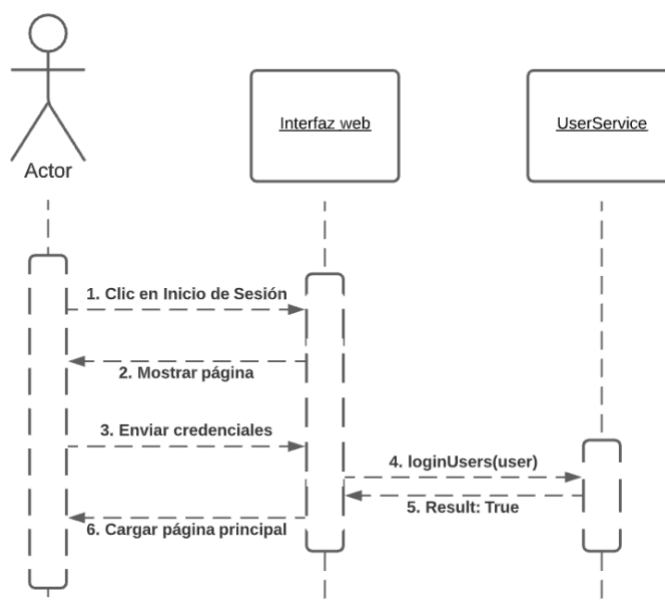 Interfaz web
UserService
Actor
1. Clic en Inicio de Sesión
2. Mostrar página
3. Enviar credenciales
4. loginUsers(user)
5. Result: True
6. Cargar página principal